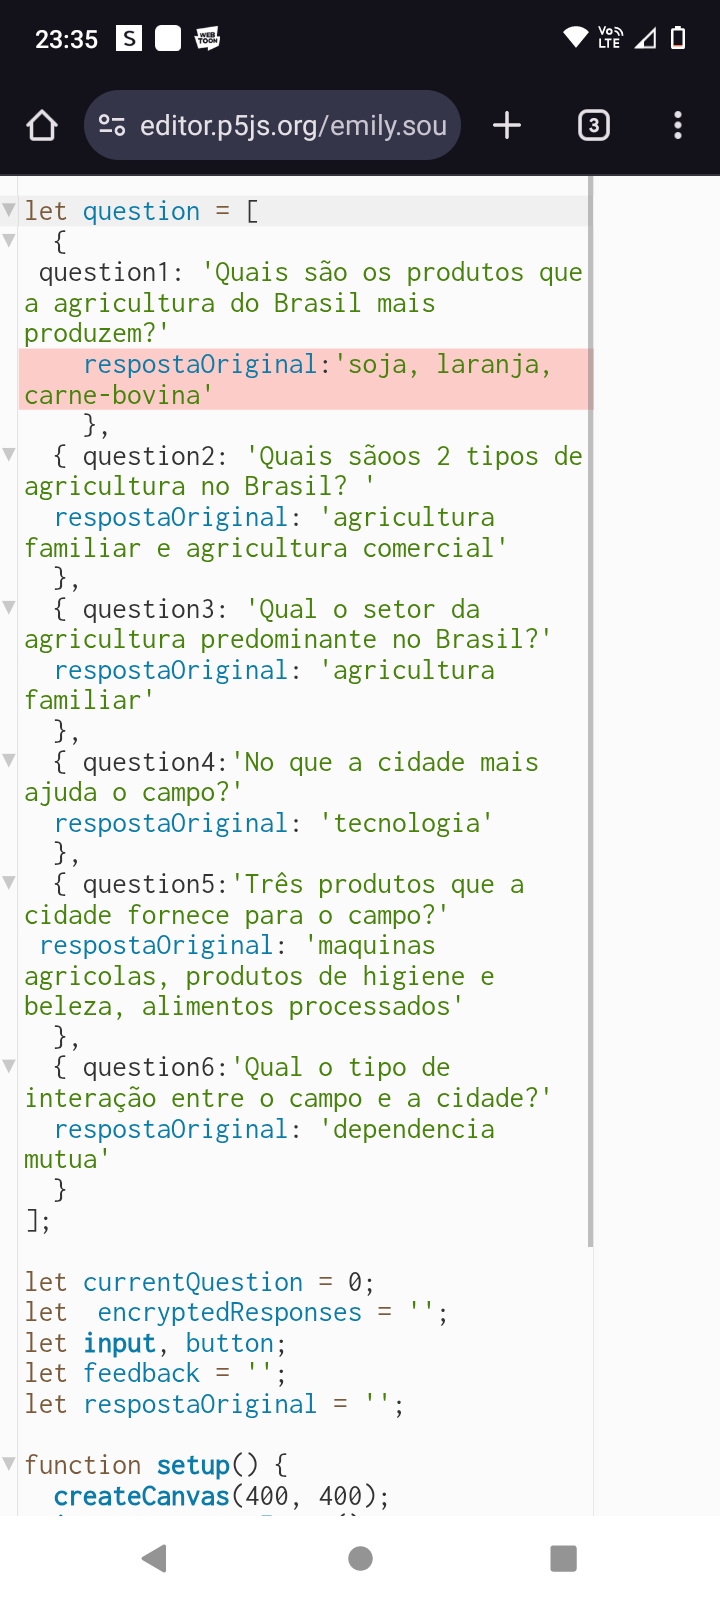 23:35 S WEB TOON Vo LTE
editor.p5js.org/emily.sou 3
let question = [
{
question1: 'Quais são os produtos que
a agricultura do Brasil mais
produzem?'
respostaOriginal:'soja, laranja,
carne-bovina'
},
{ question2: 'Quais sãoos 2 tipos de
agricultura no Brasil? '
respostaOriginal: 'agricultura
familiar e agricultura comercial'
},
{ question3: 'Qual o setor da
agricultura predominante no Brasil?'
respostaOriginal: 'agricultura
familiar'
},
{ question4:'No que a cidade mais
ajuda o campo?'
respostaOriginal: 'tecnologia'
},
{ question5:'Três produtos que a
cidade fornece para o campo?'
respostaOriginal: 'maquinas
agricolas, produtos de higiene e
beleza, alimentos processados'
},
{ question6:'Qual o tipo de
interação entre o campo e a cidade?'
respostaOriginal: 'dependencia
mutua'
}
];
let currentQuestion = 0;
let  encryptedResponses = '';
let input, button;
let feedback = '';
let respostaOriginal = '';
function setup() {
createCanvas(400, 400);